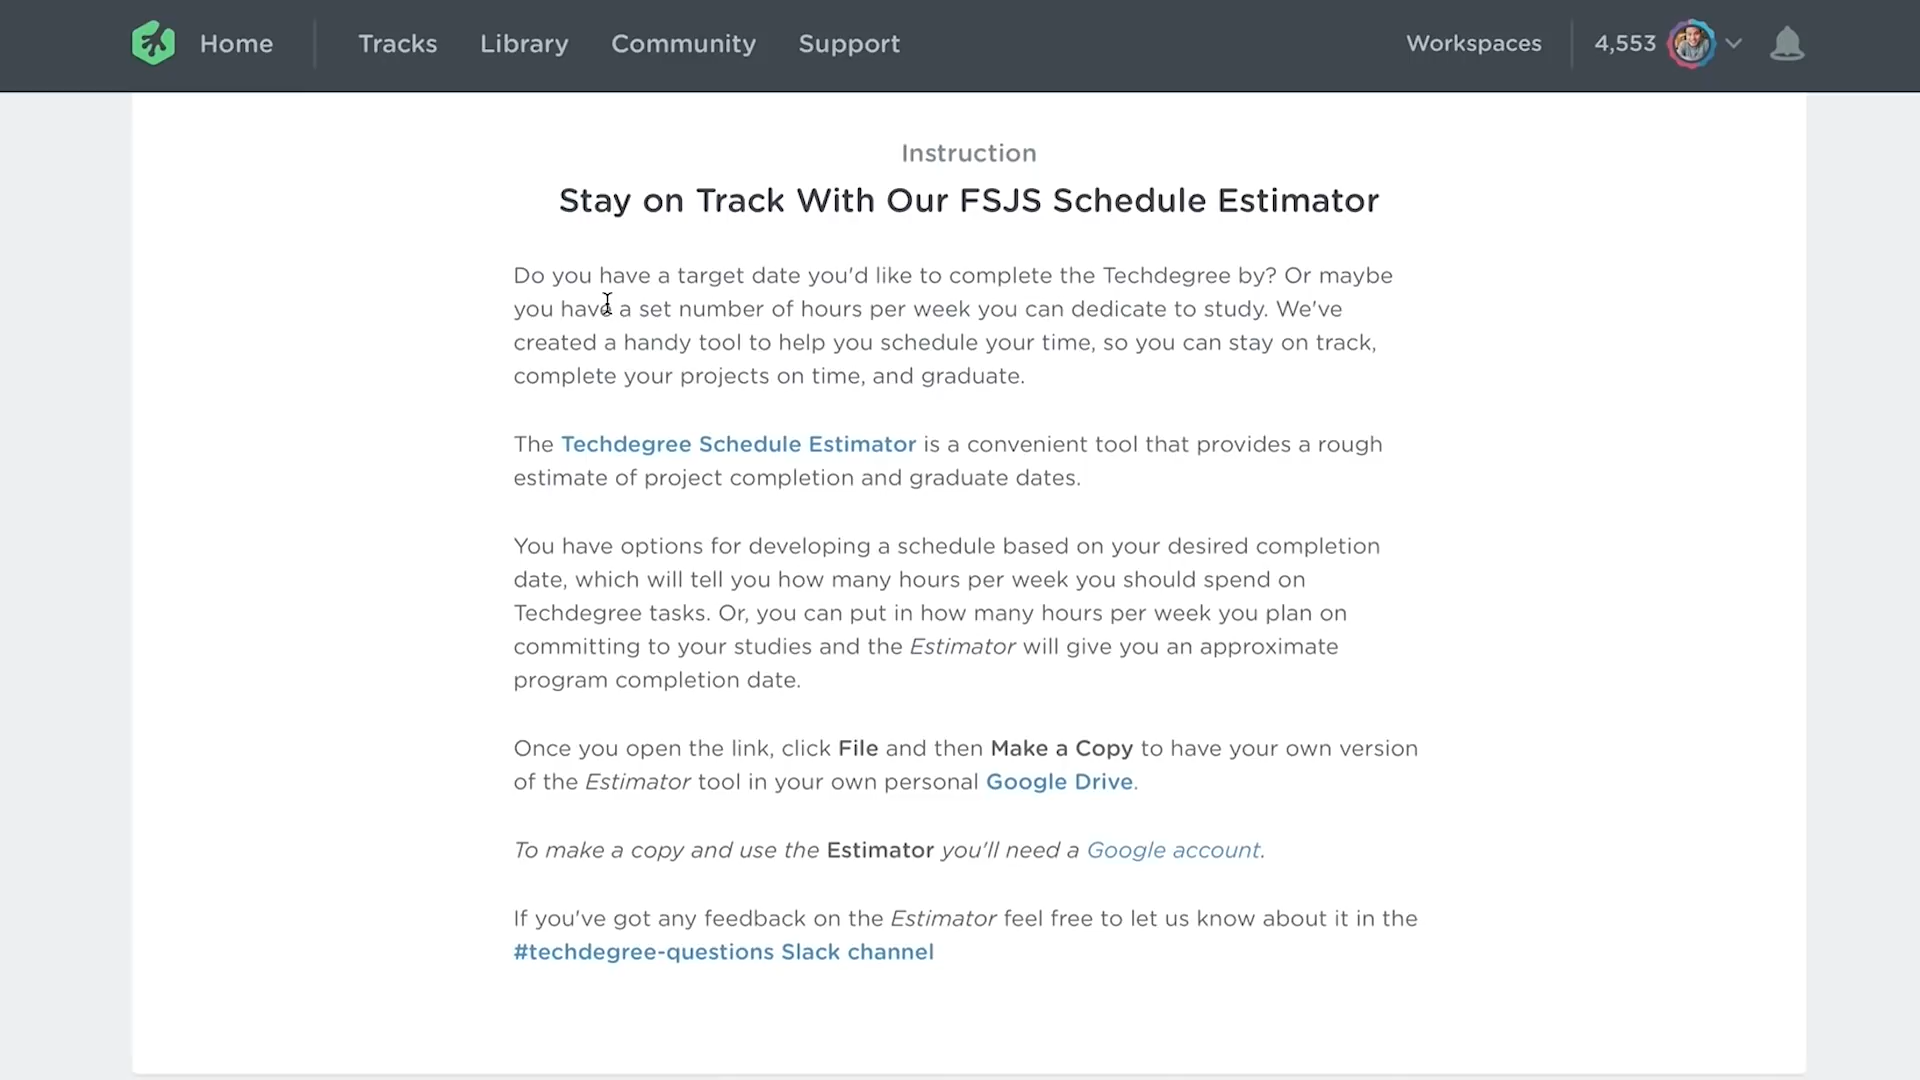 Home
Tracks
Library
Community
Support
Workspaces
4,553
Instruction
Stay on Track With Our FSJS Schedule Estimator
Do you have a target date you'd like to complete the Techdegree by? Or maybe
you have a set number of hours per week you can dedicate to study. We've
created a handy tool to help you schedule your time, so you can stay on track,
complete your projects on time, and graduate.
The Techdegree Schedule Estimator is a convenient tool that provides a rough
estimate of project completion and graduate dates.
You have options for developing a schedule based on your desired completion
date, which will tell you how many hours per week you should spend on
Techdegree tasks. Or, you can put in how many hours per week you plan on
committing to your studies and the Estimator will give you an approximate
program completion date.
Once you open the link, click File and then Make a Copy to have your own version
of the Estimator tool in your own personal Google Drive.
To make a copy and use the Estimator you'll need a Google account.
If you've got any feedback on the Estimator feel free to let us know about it in the
#techdegree-questions Slack channel